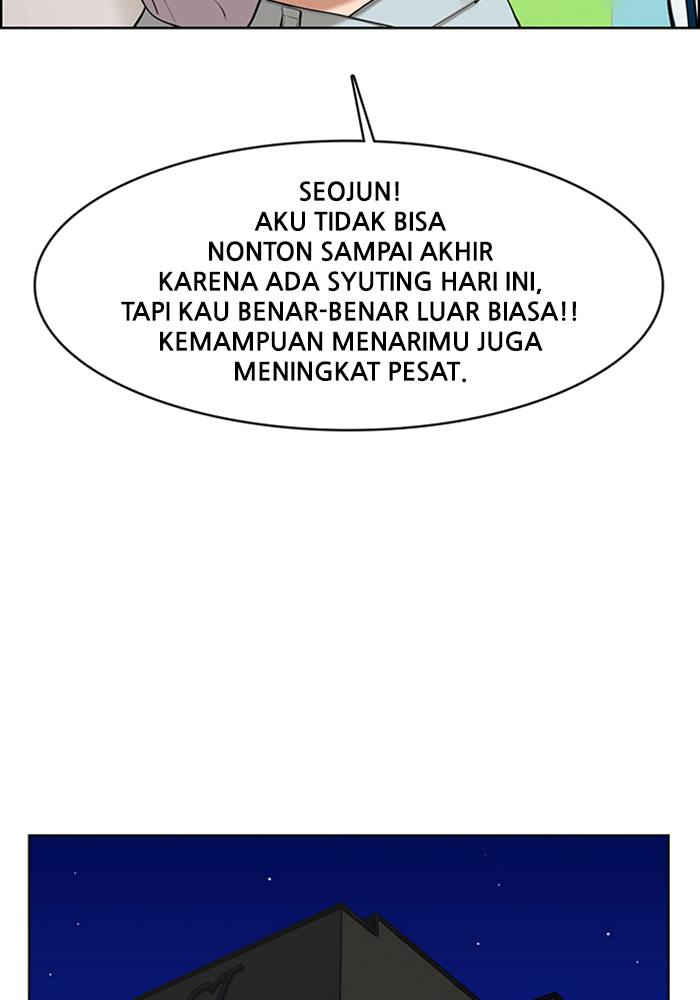 SEOJUN!
AKU TIDAK BISA
NONTON SAMPAI AKHIR
KARENA ADA SYUTING HARI INI,
TAPI KAU BENAR-BENAR LUAR BIASA!!
KEMAMPUAN MENARIMU JUGA
MENINGKAT PESAT.